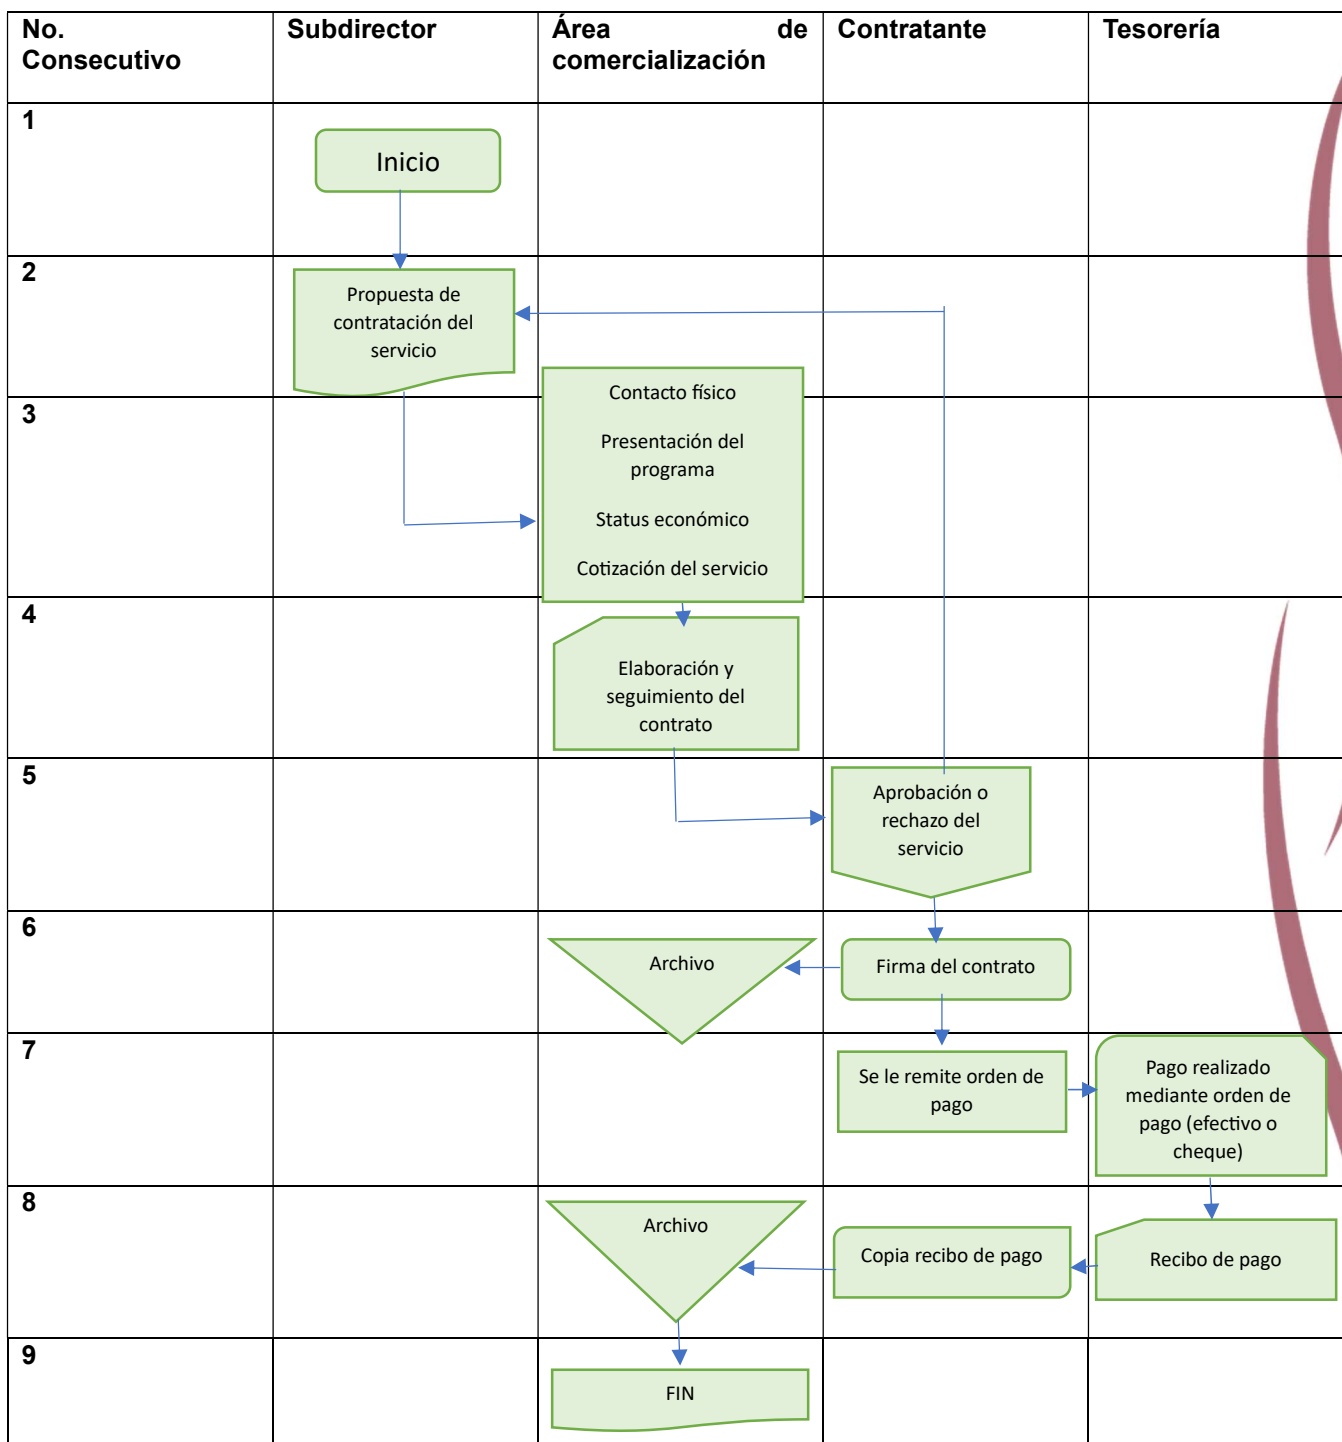 No.
Consecutivo
Subdirector
Área de
comercialización
Contratante
Tesorería
1
Inicio
2
Propuesta de
contratación del
servicio
3
Contacto físico
Presentación del
programa
Status económico
Cotización del servicio
4
Elaboración y
seguimiento del
contrato
5
Aprobación o
rechazo del
servicio
6
Archivo
Firma del contrato
7
Se le remite orden de
pago
Pago realizado
mediante orden de
pago (efectivo o
cheque)
8
Archivo
Copia recibo de pago
Recibo de pago
9
FIN